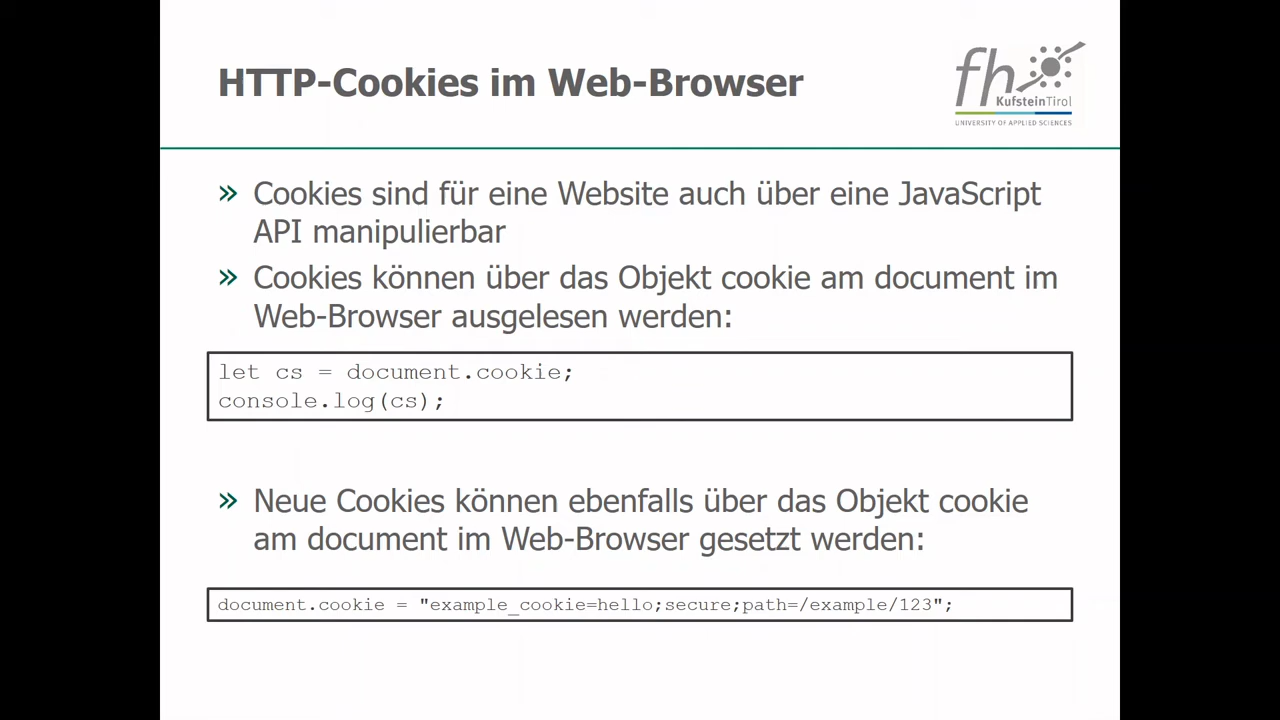 HTTP-Cookies im Web-Browser
fh
KufsteinTirol
UNIVERSITY OF APPLIED SCIENCES
» Cookies sind für eine Website auch über eine JavaScript
API manipulierbar
» Cookies können über das Objekt cookie am document im
Web-Browser ausgelesen werden:
let cs = document.cookie;
console.log(cs);
» Neue Cookies können ebenfalls über das Objekt cookie
am document im Web-Browser gesetzt werden:
document.cookie = "example_cookie=hello;secure;path=/example/123";